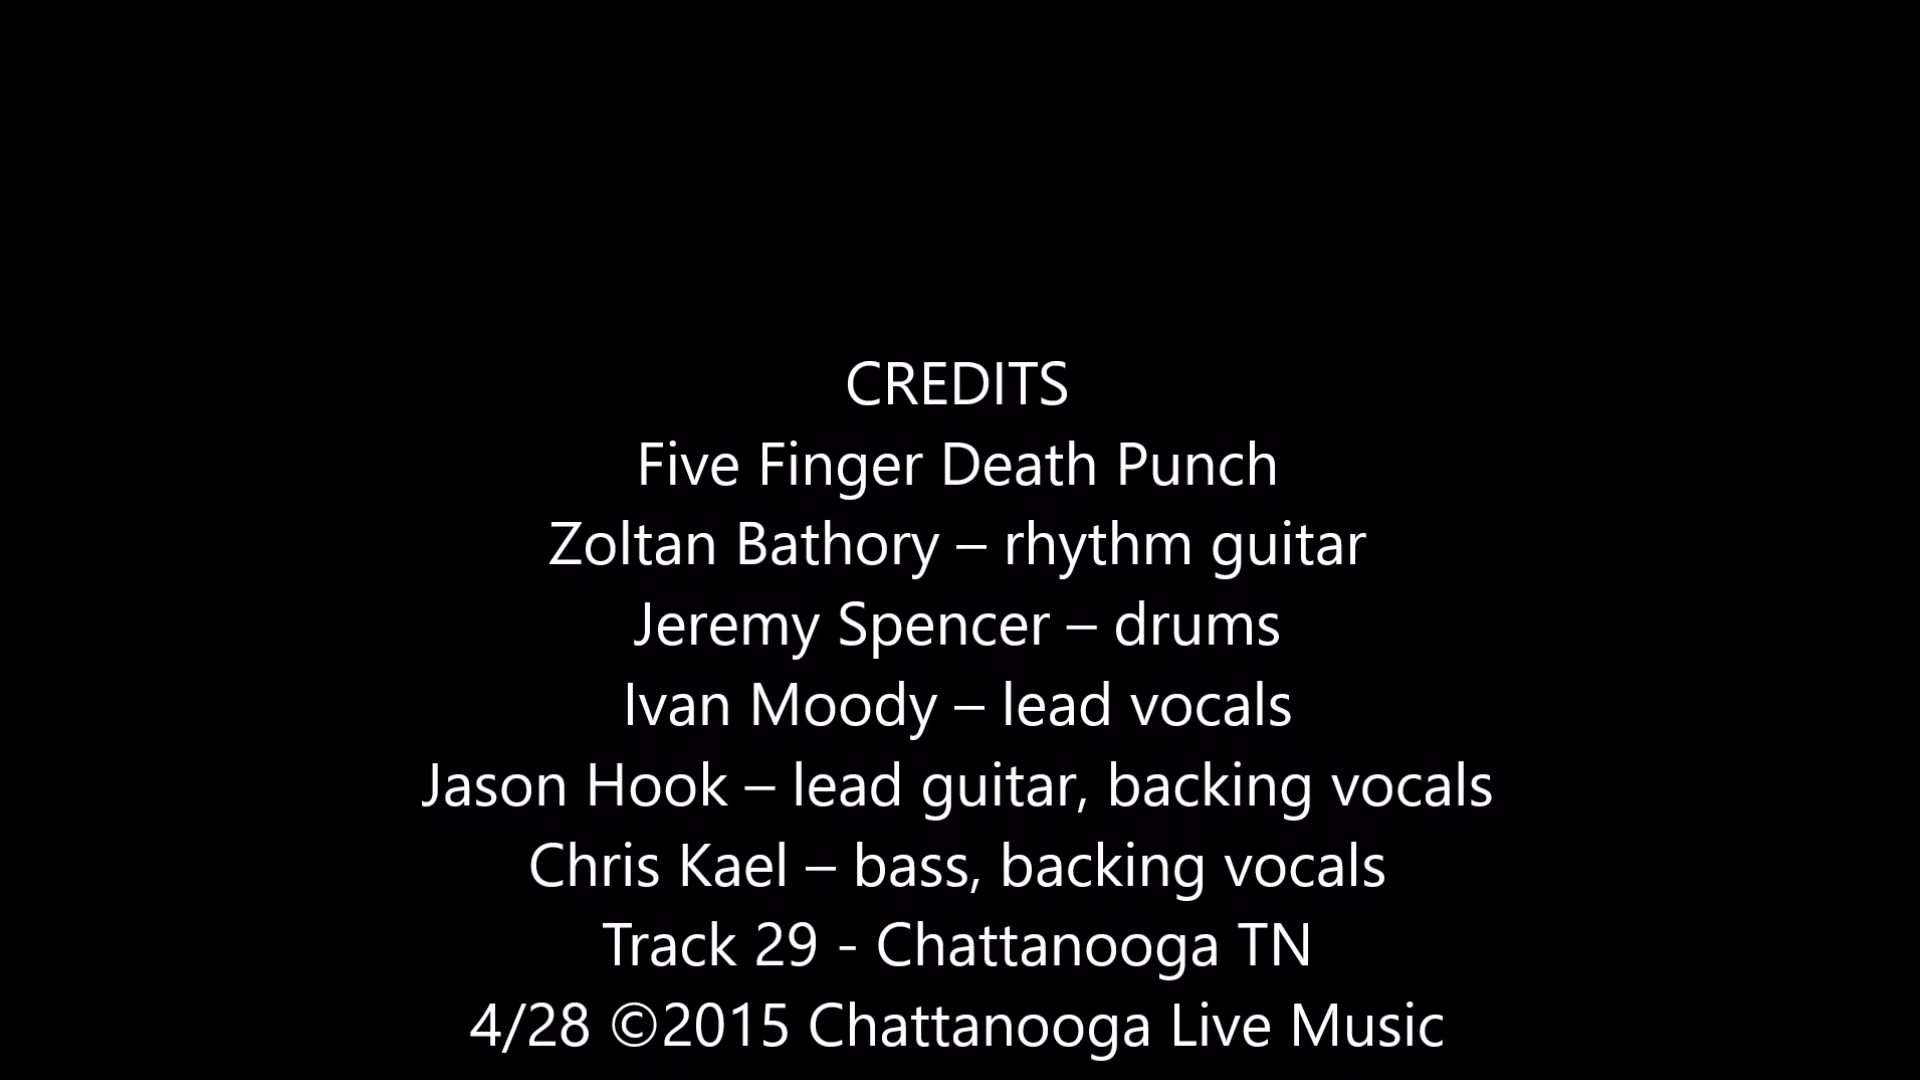 CREDITS
Five Finger Death Punch
Zoltan Bathory – rhythm guitar
Jeremy Spencer – drums
Ivan Moody – lead vocals
Jason Hook – lead guitar, backing vocals
Chris Kael – bass, backing vocals
Track 29 - Chattanooga TN
4/28 ©2015 Chattanooga Live Music